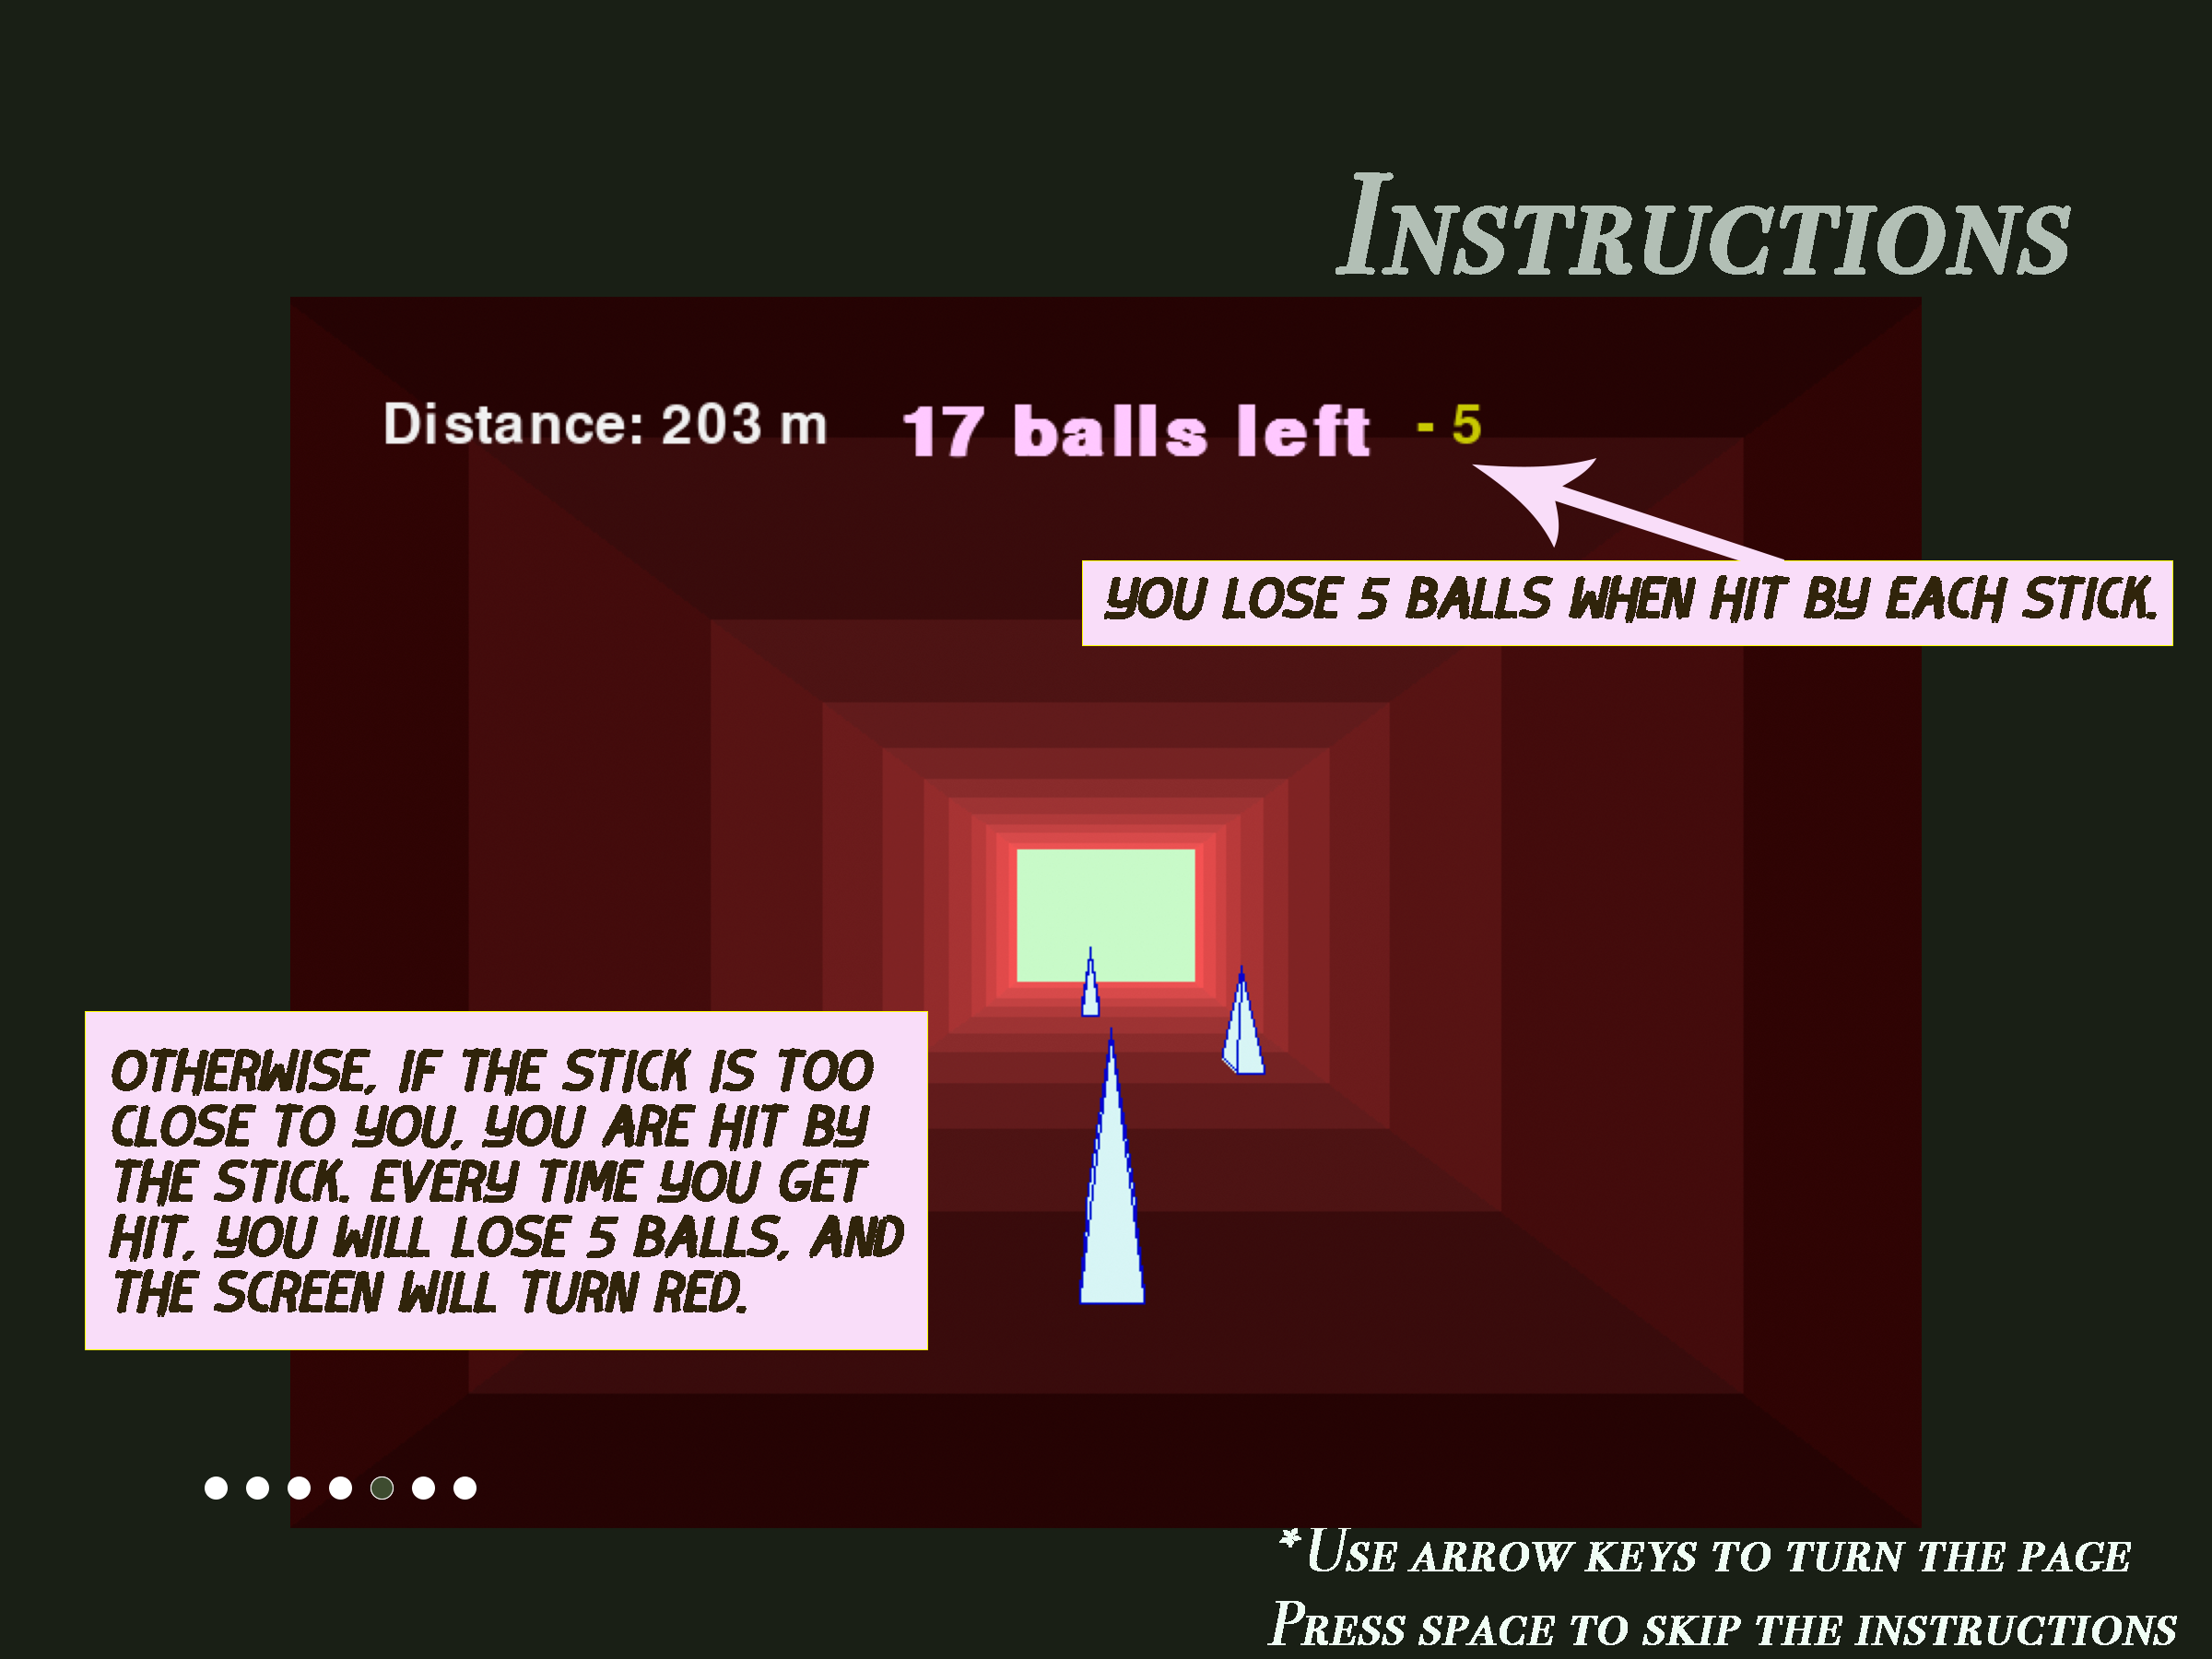 Instructions
Distance: 203 m 17 balls left - 5
YOU LOSE 5 BALLS WHEN HIT BY EACH STICK.
OTHERWISE, IF THE STICK IS TOO
CLOSE TO YOU, YOU ARE HIT BY
THE STICK. EVERY TIME YOU GET
HIT, YOU WILL LOSE 5 BALLS, AND
THE SCREEN WILL TURN RED.
*Use arrow keys to turn the page
Press space to skip the instructions